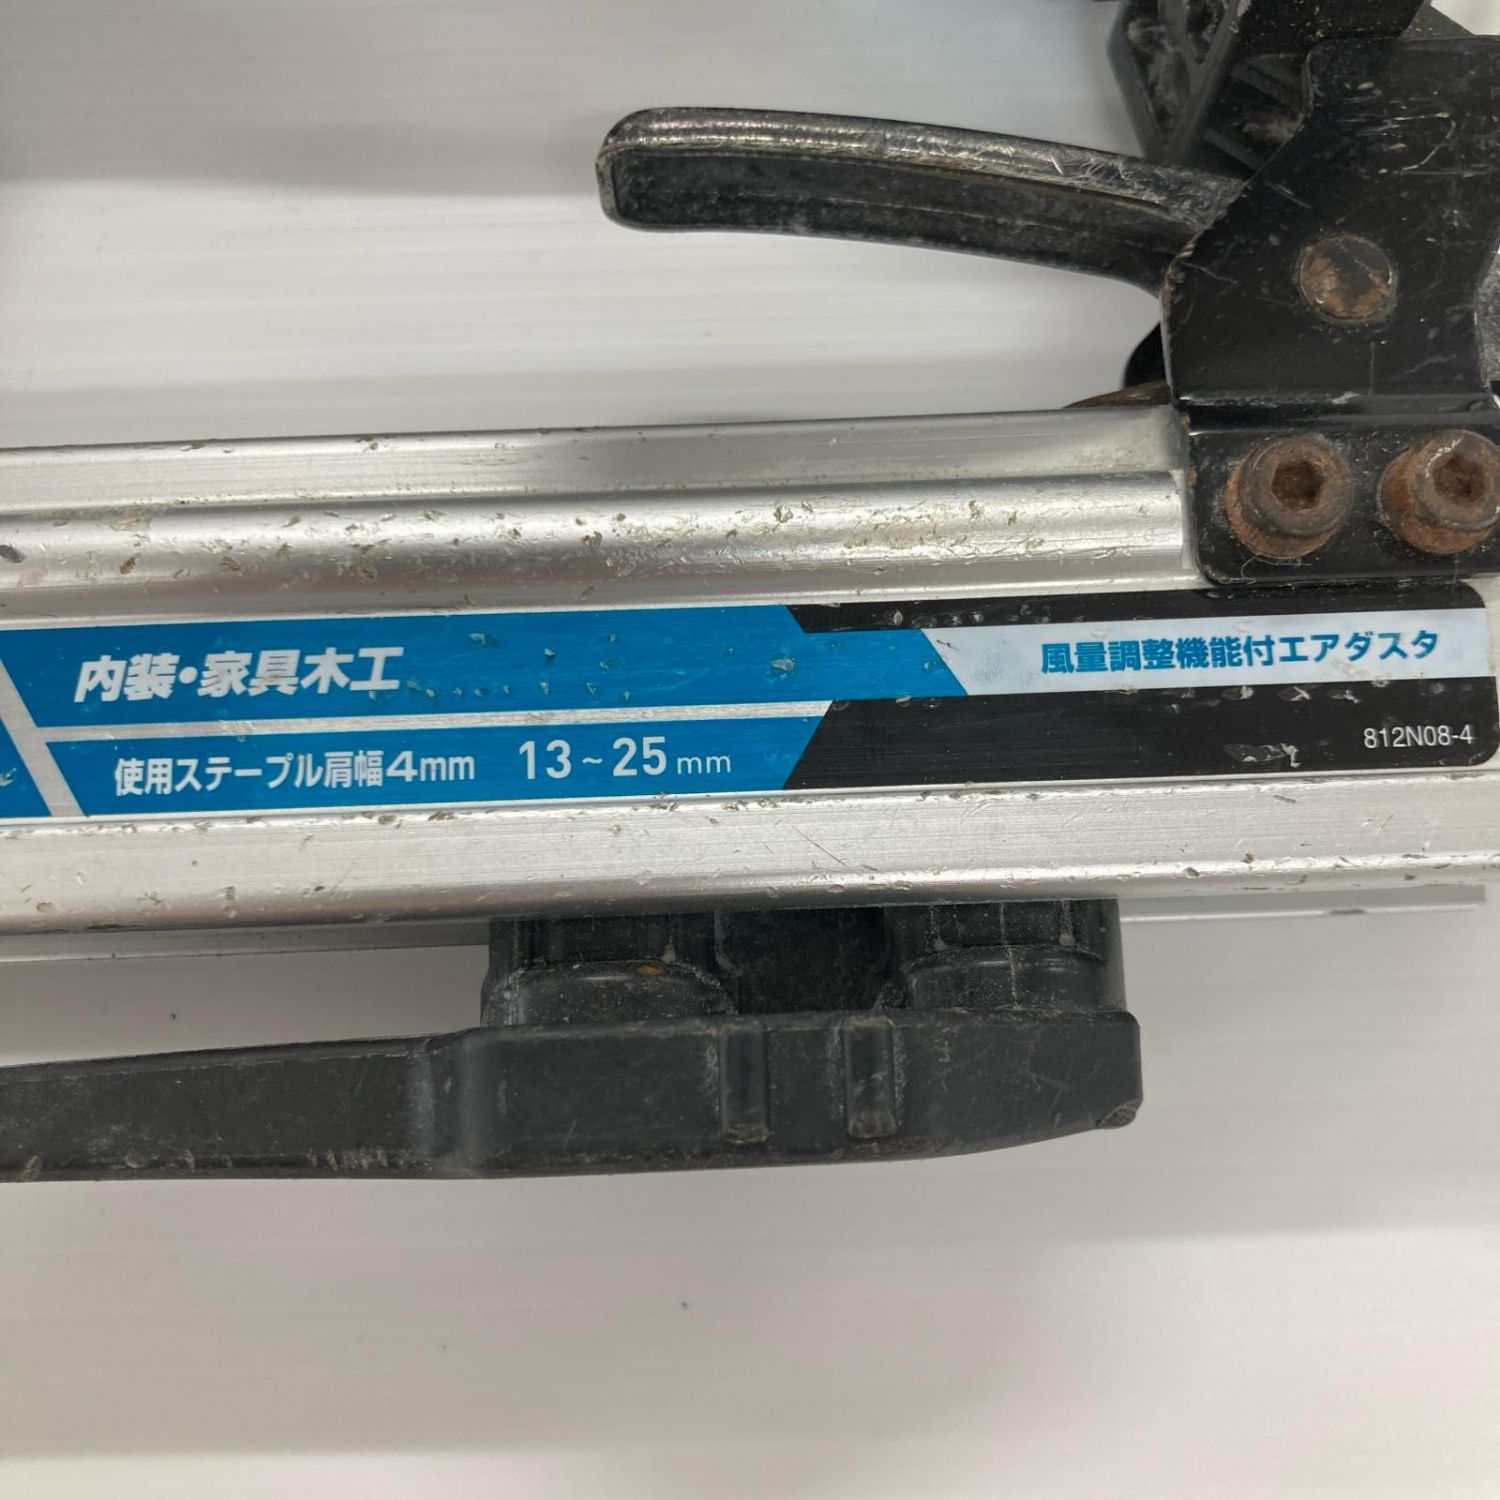 内装・家具木工
風量調整機能付エアダスタ
使用ステープル肩幅4mm 13~25mm
812N08-4